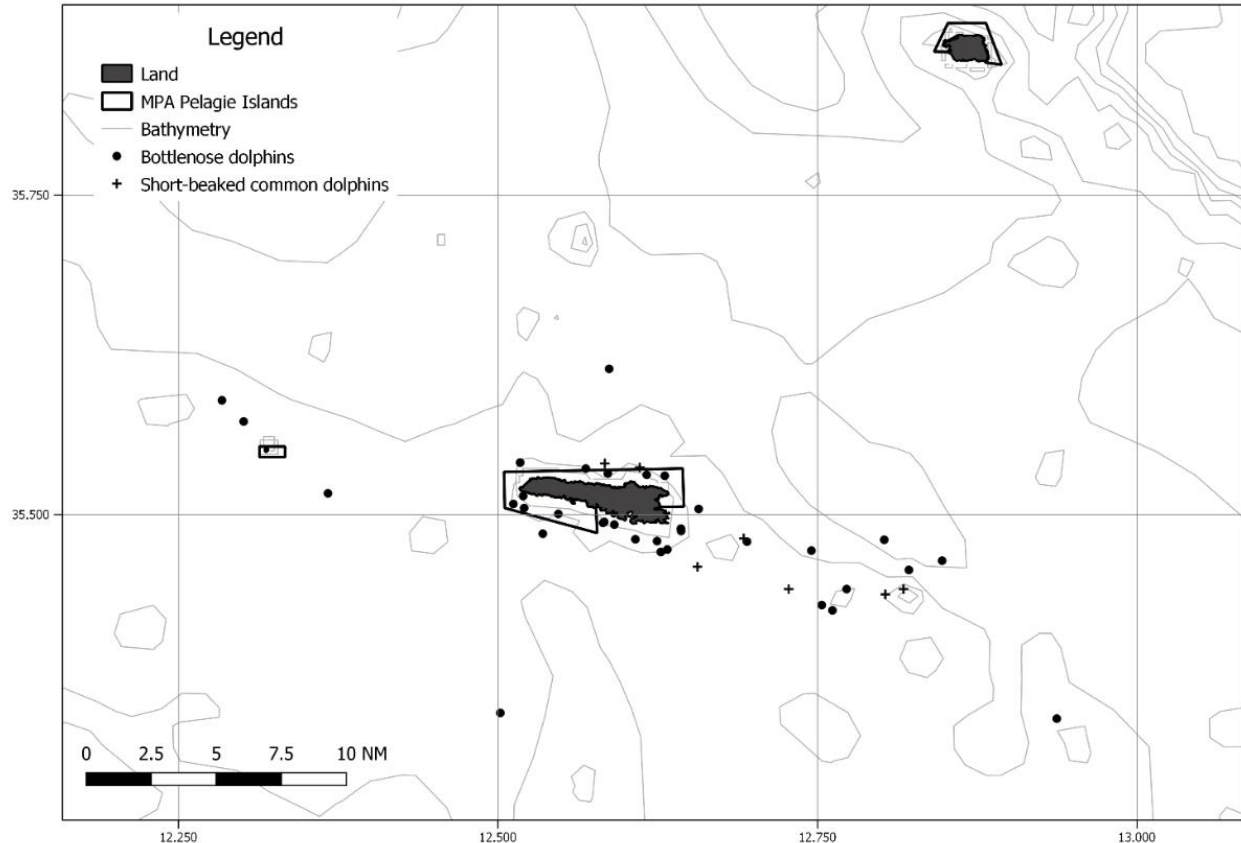 Legend
Land
MPA Pelagie Islands
Bathymetry
Bottlenose dolphins
Short-beaked common dolphins
35.750
35.500
0 2.5 5 7.5 10 NM
12.250 12.500 12.750 13.000